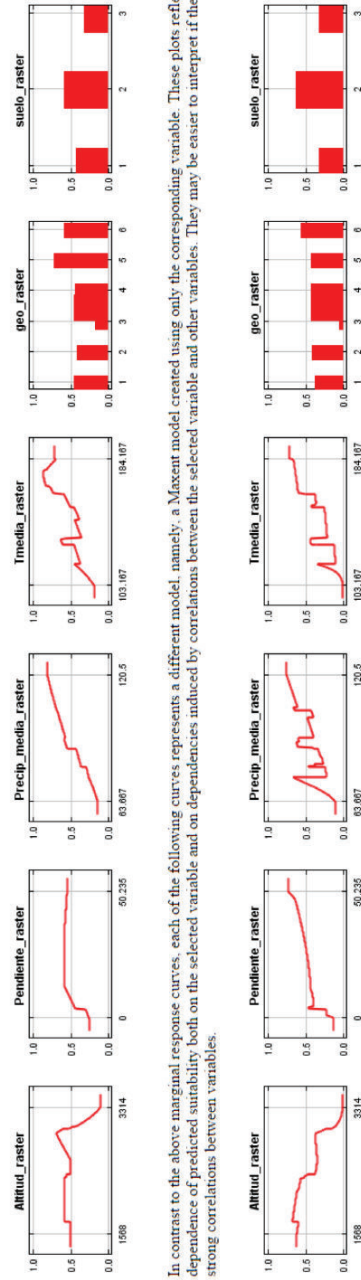 Altitud_raster Pendiente_raster Precip_media_raster Tmedia_raster geo_raster suelo_raster
1.0 1.0 1.0 1.0 1.0 1.0
0.5 0.5 0.5 0.5 0.5 0.5
0.0 0.0 0.0 0.0 0.0 0.0
1568 3314 0 50.235 63.667 120.5 103.167 184.167 1 2 3 4 5 6 1 2 3
In contrast to the above marginal response curves, each of the following curves represents a different model, namely, a Maxent model created using only the corresponding variable. These plots refle
dependence of predicted suitability both on the selected variable and on dependencies induced by correlations between the selected variable and other variables. They may be easier to interpret if the
strong correlations between variables.
Altitud_raster Pendiente_raster Precip_media_raster Tmedia_raster geo_raster suelo_raster
1.0 1.0 1.0 1.0 1.0 1.0
0.5 0.5 0.5 0.5 0.5 0.5
0.0 0.0 0.0 0.0 0.0 0.0
1568 3314 0 50.235 63.667 120.5 103.167 184.167 1 2 3 4 5 6 1 2 3